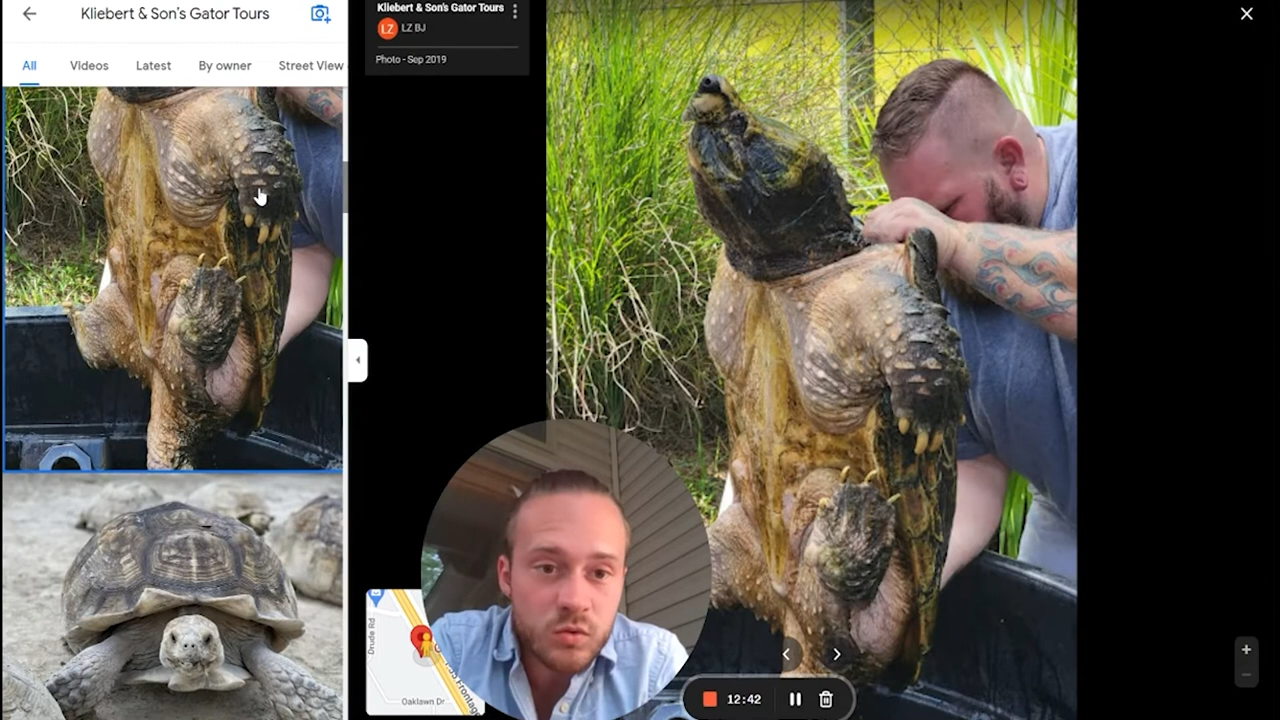 Kliebert & Son's Gator Tours
All
Videos
Latest
By owner
Street View
Kliebert & Son's Gator Tours
LZ
LZ BJ
Photo - Sep 2019
Drude Rd
Oaklawn Dr
Frontag
12:42